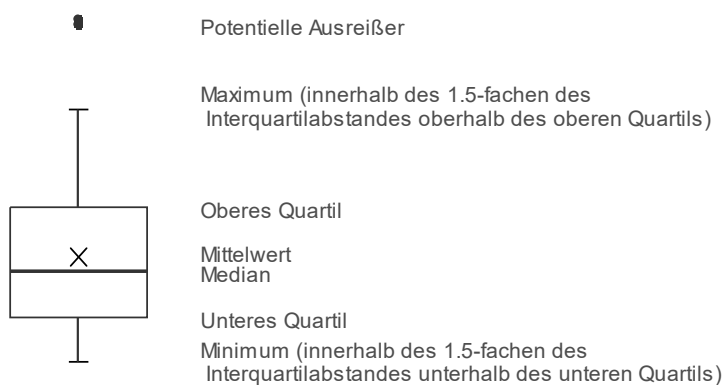 Potentielle Ausreißer
Maximum (innerhalb des 1.5-fachen des
Interquartilabstandes oberhalb des oberen Quartils)
Oberes Quartil
Mittelwert
Median
Unteres Quartil
Minimum (innerhalb des 1.5-fachen des
Interquartilabstandes unterhalb des unteren Quartils)